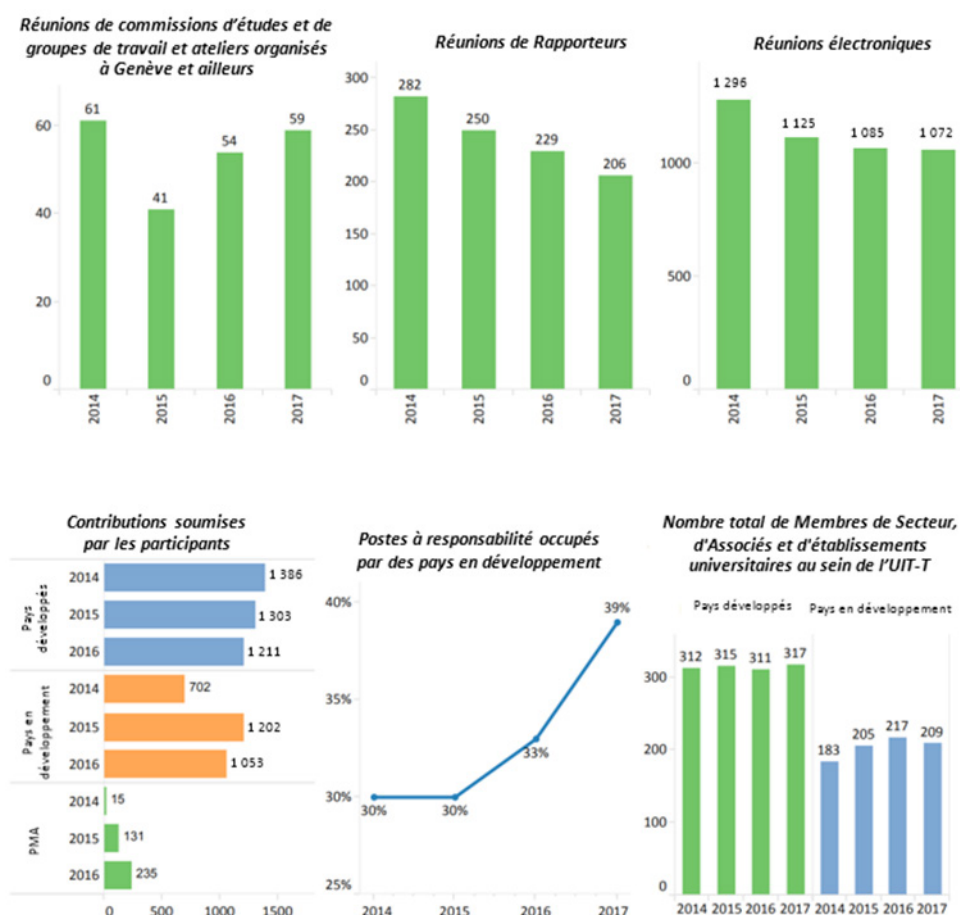 Réunions de commissions d'études et de
groupes de travail et ateliers organisés
à Genève et ailleurs
61
60
59
54
41
40
20
0
2014
2015
2016
2017
Réunions de Rapporteurs
300
282
250
250
229
206
200
150
100
50
0
2014
2015
2016
2017
Réunions électroniques
1 296
1 125
1 085
1 072
1000
500
0
2014
2015
2016
2017
Contributions soumises
par les participants
Pays
développés
2014
1 386
2015
1 303
2016
1 211
Pays en
développement
2014
702
2015
1 202
2016
1 053
PMA
2014
15
2015
131
2016
235
0 500 1000 1500
Postes à responsabilité occupés
par des pays en développement
40%
39%
35%
33%
30%
30%
30%
25%
2014 2015 2016 2017
Nombre total de Membres de Secteur,
d'Associés et d'établissements
universitaires au sein de l'UIT-T
Pays développés Pays en développement
312 315 311 317
300
183 205 217 209
200
100
0
2014 2015 2016 2017 2014 2015 2016 2017